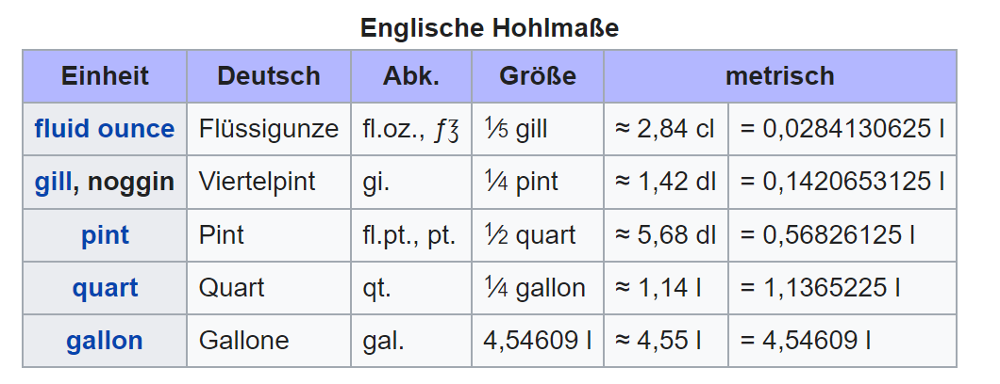 Englische Hohlmaße
Einheit Deutsch Abk. Größe metrisch
fluid ounce Flüssigunze fl.oz., ƒ℥ ⅕ gill ≈ 2,84 cl = 0,0284130625 l
gill, noggin Viertelpint gi. ¼ pint ≈ 1,42 dl = 0,1420653125 l
pint Pint fl.pt., pt. ½ quart ≈ 5,68 dl = 0,56826125 l
quart Quart qt. ¼ gallon ≈ 1,14 l = 1,1365225 l
gallon Gallone gal. 4,54609 l ≈ 4,55 l = 4,54609 l